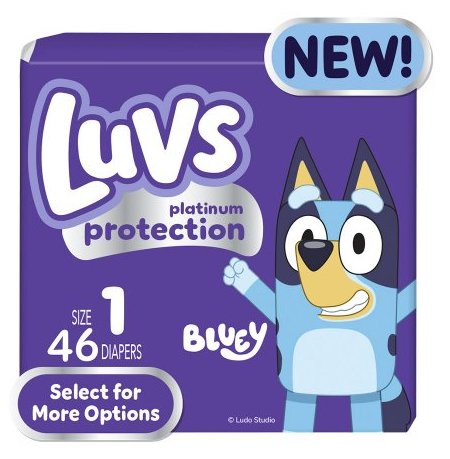 NEW!
Luvs
platinum
protection
SIZE 1
46 DIAPERS
BLUEY
Select for
More Options
© Ludo Studio